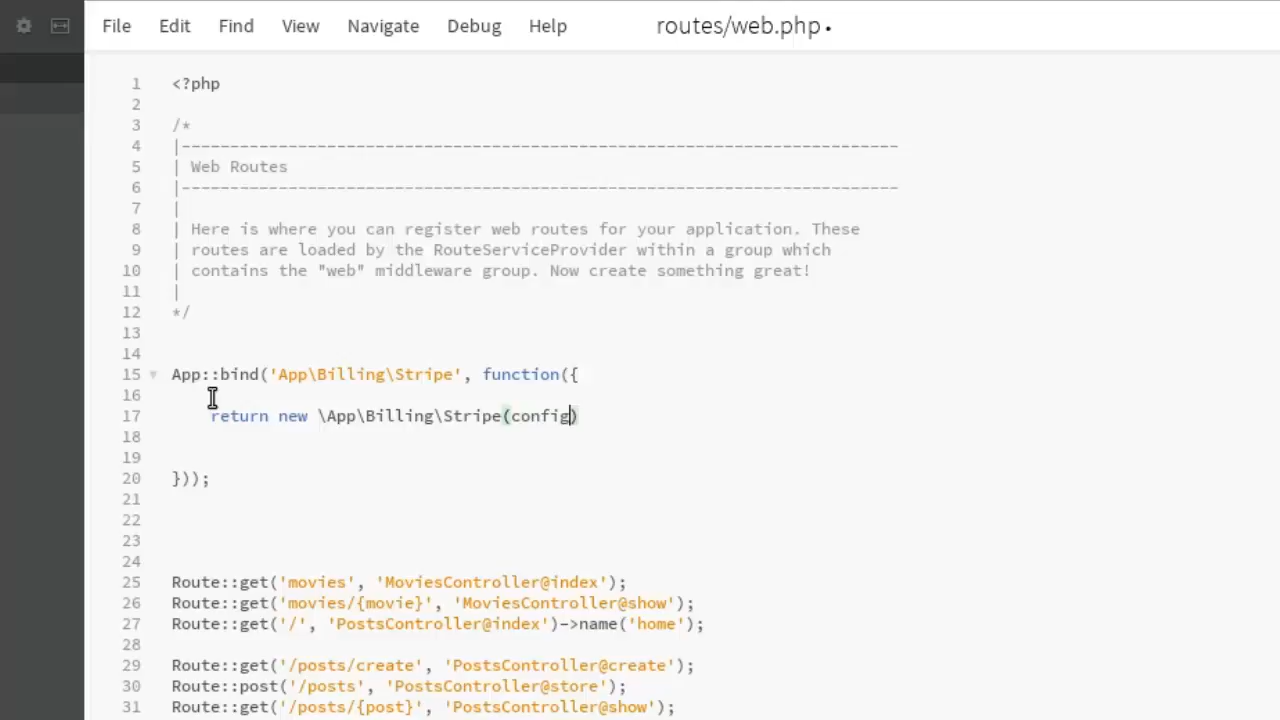 File Edit Find View Navigate Debug Help routes/web.php •
1 <?php
2
3 /*
4 |--------------------------------------------------------------------------
5 | Web Routes
6 |--------------------------------------------------------------------------
7 |
8 | Here is where you can register web routes for your application. These
9 | routes are loaded by the RouteServiceProvider within a group which
10 | contains the "web" middleware group. Now create something great!
11 |
12 */
13
14
15 App::bind('App\Billing\Stripe', function({
16
17 return new \App\Billing\Stripe(config)
18
19
20 }));
21
22
23
24
25 Route::get('movies', 'MoviesController@index');
26 Route::get('movies/{movie}', 'MoviesController@show');
27 Route::get('/', 'PostsController@index')->name('home');
28
29 Route::get('/posts/create', 'PostsController@create');
30 Route::post('/posts', 'PostsController@store');
31 Route::get('/posts/{post}', 'PostsController@show');